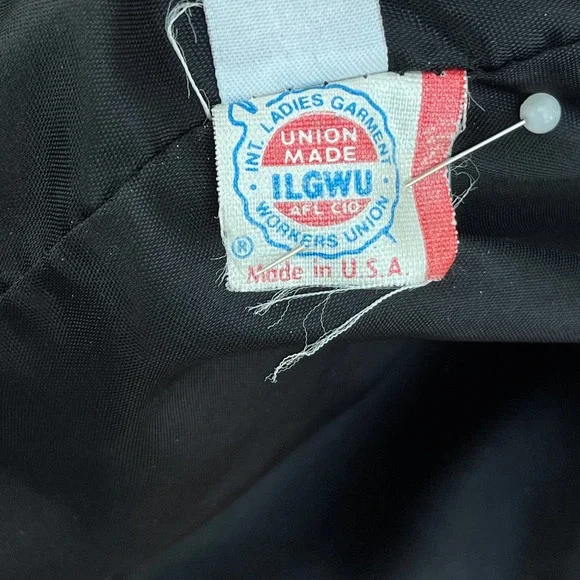 INT. LADIES GARMENT
UNION
MADE
ILGWU
AFL CIO
WORKERS UNION
®
Made in U.S.A.